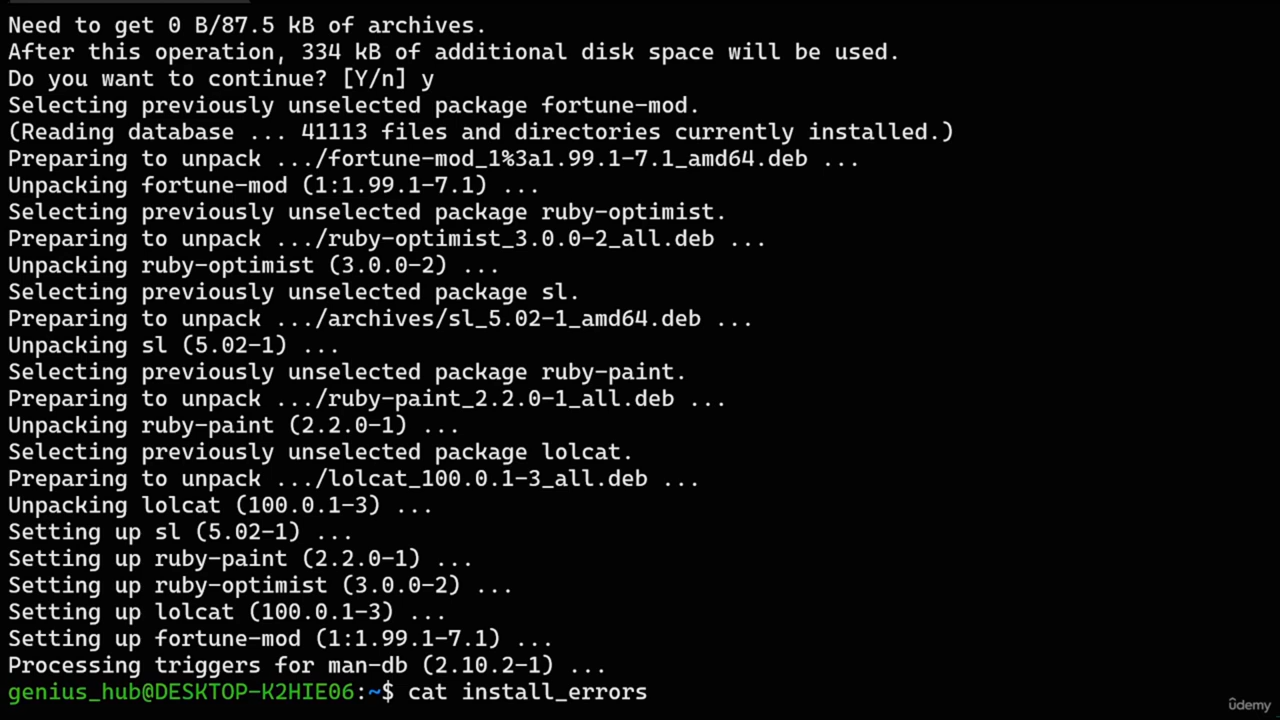 Need to get 0 B/87.5 kB of archives.
After this operation, 334 kB of additional disk space will be used.
Do you want to continue? [Y/n] y
Selecting previously unselected package fortune-mod.
(Reading database ... 41113 files and directories currently installed.)
Preparing to unpack .../fortune-mod_1%3a1.99.1-7.1_amd64.deb ...
Unpacking fortune-mod (1:1.99.1-7.1) ...
Selecting previously unselected package ruby-optimist.
Preparing to unpack .../ruby-optimist_3.0.0-2_all.deb ...
Unpacking ruby-optimist (3.0.0-2) ...
Selecting previously unselected package sl.
Preparing to unpack .../archives/sl_5.02-1_amd64.deb ...
Unpacking sl (5.02-1) ...
Selecting previously unselected package ruby-paint.
Preparing to unpack .../ruby-paint_2.2.0-1_all.deb ...
Unpacking ruby-paint (2.2.0-1) ...
Selecting previously unselected package lolcat.
Preparing to unpack .../lolcat_100.0.1-3_all.deb ...
Unpacking lolcat (100.0.1-3) ...
Setting up sl (5.02-1) ...
Setting up ruby-paint (2.2.0-1) ...
Setting up ruby-optimist (3.0.0-2) ...
Setting up lolcat (100.0.1-3) ...
Setting up fortune-mod (1:1.99.1-7.1) ...
Processing triggers for man-db (2.10.2-1) ...
genius_hub@DESKTOP-K2HIE06:~$ cat install_errors
ûdemy